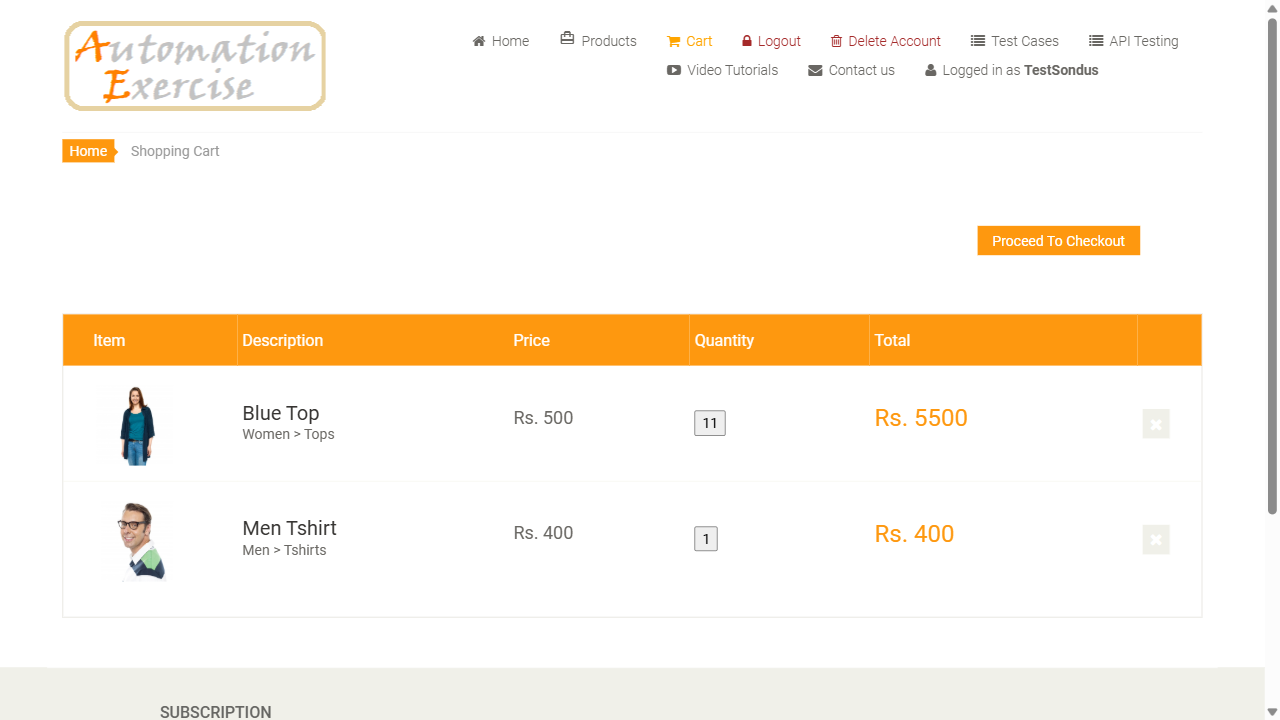 Automation
Exercise
Home
Products
Cart
Logout
Delete Account
Test Cases
API Testing
Video Tutorials
Contact us
Logged in as TestSondus
Home
Shopping Cart
Proceed To Checkout
Item Description Price Quantity Total
Blue Top
Women > Tops
Rs. 500
11
Rs. 5500
Men Tshirt
Men > Tshirts
Rs. 400
1
Rs. 400
SUBSCRIPTION